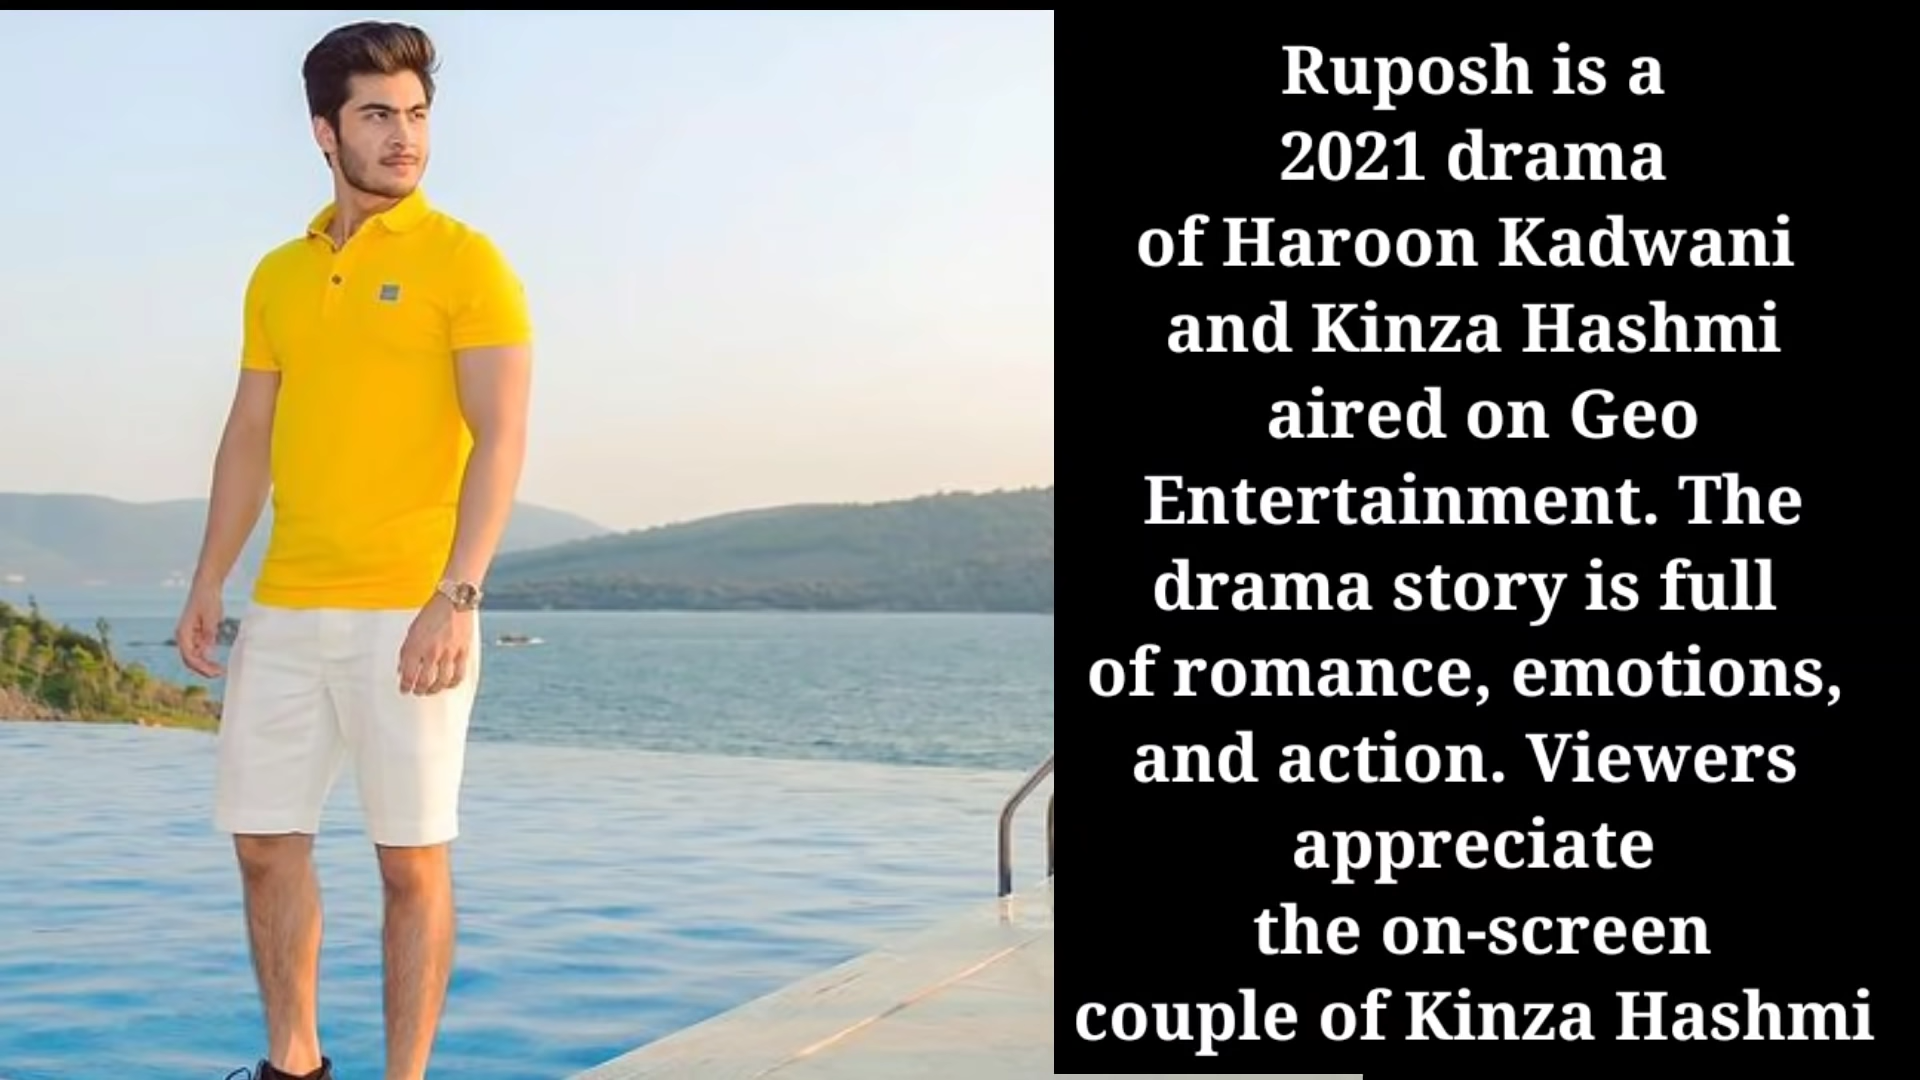 Ruposh is a
2021 drama
of Haroon Kadwani
and Kinza Hashmi
aired on Geo
Entertainment. The
drama story is full
of romance, emotions,
and action. Viewers
appreciate
the on-screen
couple of Kinza Hashmi